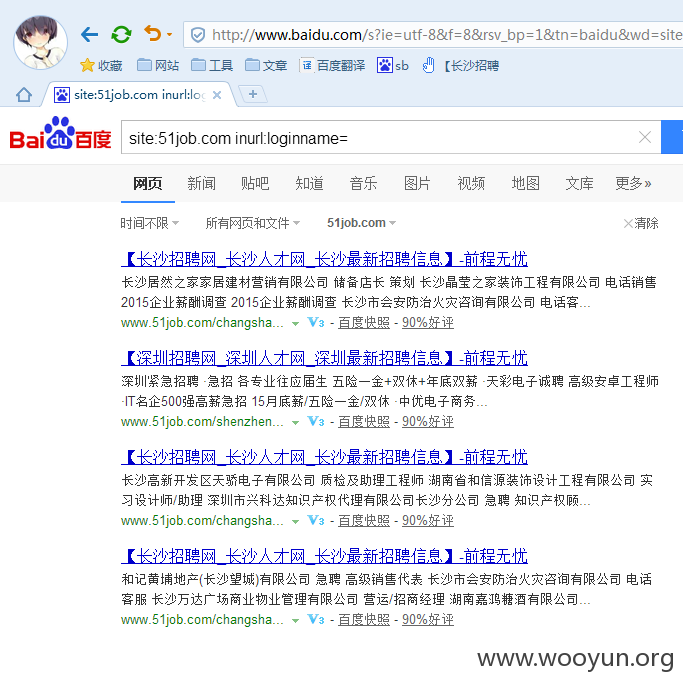 http://www.baidu.com/s?ie=utf-8&f=8&rsv_bp=1&tn=baidu&wd=site
收藏 网站 工具 文章 译 百度翻译 sb 【长沙招聘
site:51job.com inurl:log
Bai du 百度
site:51job.com inurl:loginname=
网页 新闻 贴吧 知道 音乐 图片 视频 地图 文库 更多»
时间不限 所有网页和文件 51job.com 清除
【长沙招聘网_长沙人才网_长沙最新招聘信息】-前程无忧
长沙居然之家家居建材营销有限公司 储备店长 策划 长沙晶莹之家装饰工程有限公司 电话销售
2015企业薪酬调查 2015企业薪酬调查 长沙市会安防治火灾咨询有限公司 电话客...
www.51job.com/changsha... V3 - 百度快照 - 90%好评
【深圳招聘网_深圳人才网_深圳最新招聘信息】-前程无忧
深圳紧急招聘 ·急招 各专业往应届生 五险一金+双休+年底双薪 ·天彩电子诚聘 高级安卓工程师
·IT名企500强高薪急招 15月底薪/五险一金/双休 ·中优电子商务...
www.51job.com/shenzhen... V3 - 百度快照 - 90%好评
【长沙招聘网_长沙人才网_长沙最新招聘信息】-前程无忧
长沙高新开发区天骄电子有限公司 质检及助理工程师 湖南省和信源装饰设计工程有限公司 实
习设计师/助理 深圳市兴科达知识产权代理有限公司长沙分公司 急聘 知识产权顾...
www.51job.com/changsha... V3 - 百度快照 - 90%好评
【长沙招聘网_长沙人才网_长沙最新招聘信息】-前程无忧
和记黄埔地产(长沙望城)有限公司 急聘 高级销售代表 长沙市会安防治火灾咨询有限公司 电话
客服 长沙万达广场商业物业管理有限公司 营运/招商经理 湖南嘉鸿糖酒有限公司...
www.51job.com/changsha... V3 - 百度快照 - 90%好评
www.wooyun.org